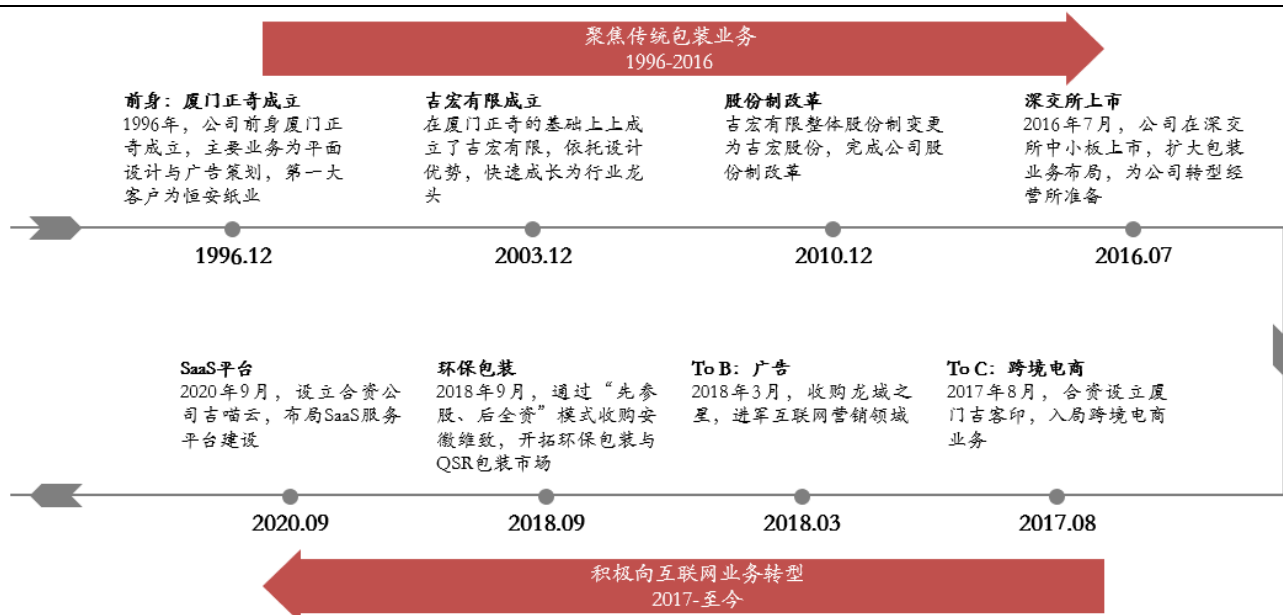 聚焦传统包装业务
1996-2016
前身：厦门正奇成立
1996年，公司前身厦门正
奇成立，主要业务为平面
设计与广告策划，第一大
客户为恒安纸业
吉宏有限成立
在厦门正奇的基础上上成
立了吉宏有限，依托设计
优势，快速成长为行业龙
头
股份制改革
吉宏有限整体股份制变更
为吉宏股份，完成公司股
份制改革
深交所上市
2016年7月，公司在深交
所中小板上市，扩大包装
业务布局，为公司转型经
营所准备
1996.12
2003.12
2010.12
2016.07
SaaS平台
2020年9月，设立合资公
司吉喵云，布局SaaS服务
平台建设
环保包装
2018年9月，通过“先参
股、后全资”模式收购安
徽维致，开拓环保包装与
QSR包装市场
To B：广告
2018年3月，收购龙域之
星，进军互联网营销领域
To C：跨境电商
2017年8月，合资设立厦
门吉客印，入局跨境电商
业务
2020.09
2018.09
2018.03
2017.08
积极向互联网业务转型
2017-至今